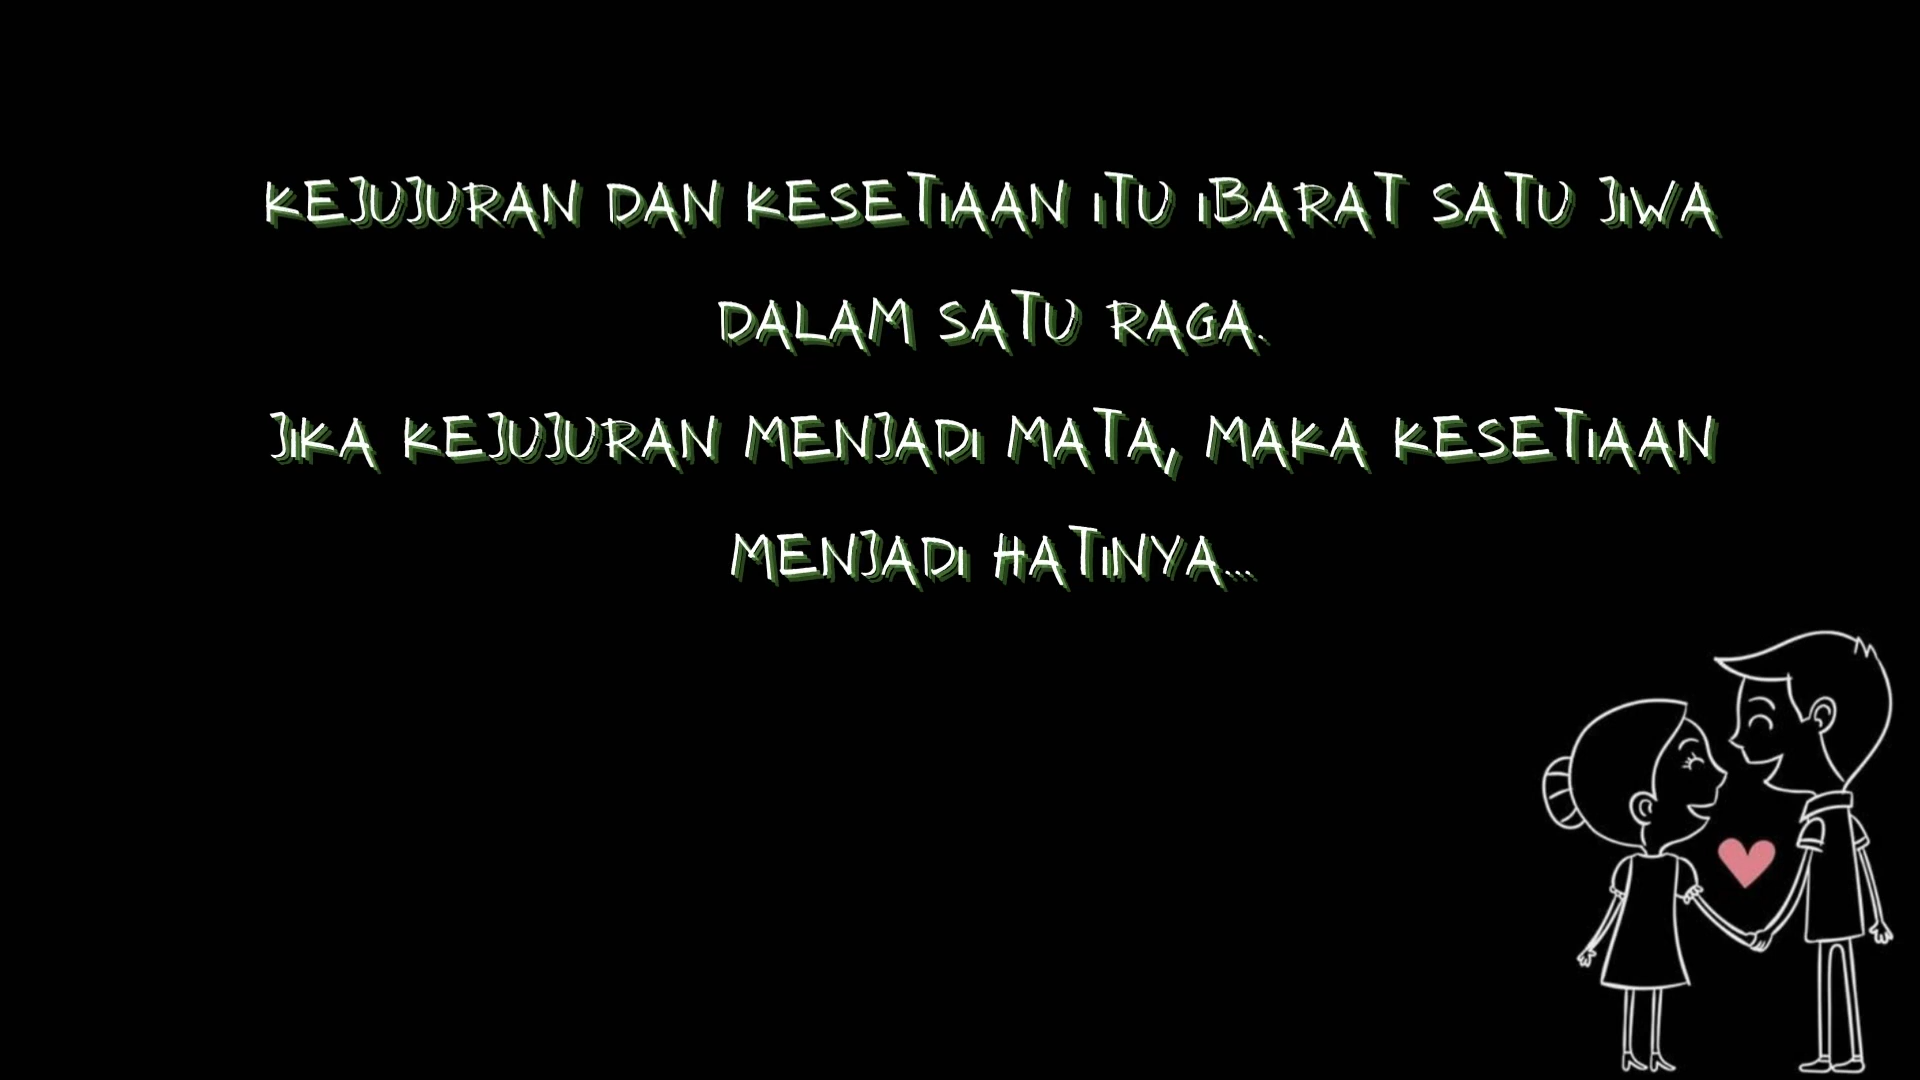 KEJUJURAN DAN KESETIAAN ITU IBARAT SATU JIWA
DALAM SATU RAGA.
JIKA KEJUJURAN MENJADI MATA, MAKA KESETIAAN
MENJADI HATINYA...